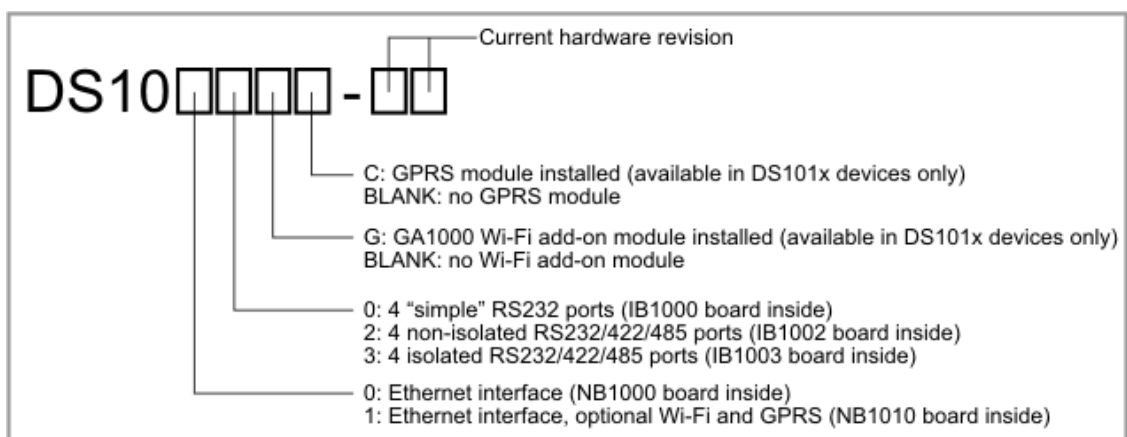 Current hardware revision
DS10□□□□-□□
C: GPRS module installed (available in DS101x devices only)
BLANK: no GPRS module
G: GA1000 Wi-Fi add-on module installed (available in DS101x devices only)
BLANK: no Wi-Fi add-on module
0: 4 “simple” RS232 ports (IB1000 board inside)
2: 4 non-isolated RS232/422/485 ports (IB1002 board inside)
3: 4 isolated RS232/422/485 ports (IB1003 board inside)
0: Ethernet interface (NB1000 board inside)
1: Ethernet interface, optional Wi-Fi and GPRS (NB1010 board inside)